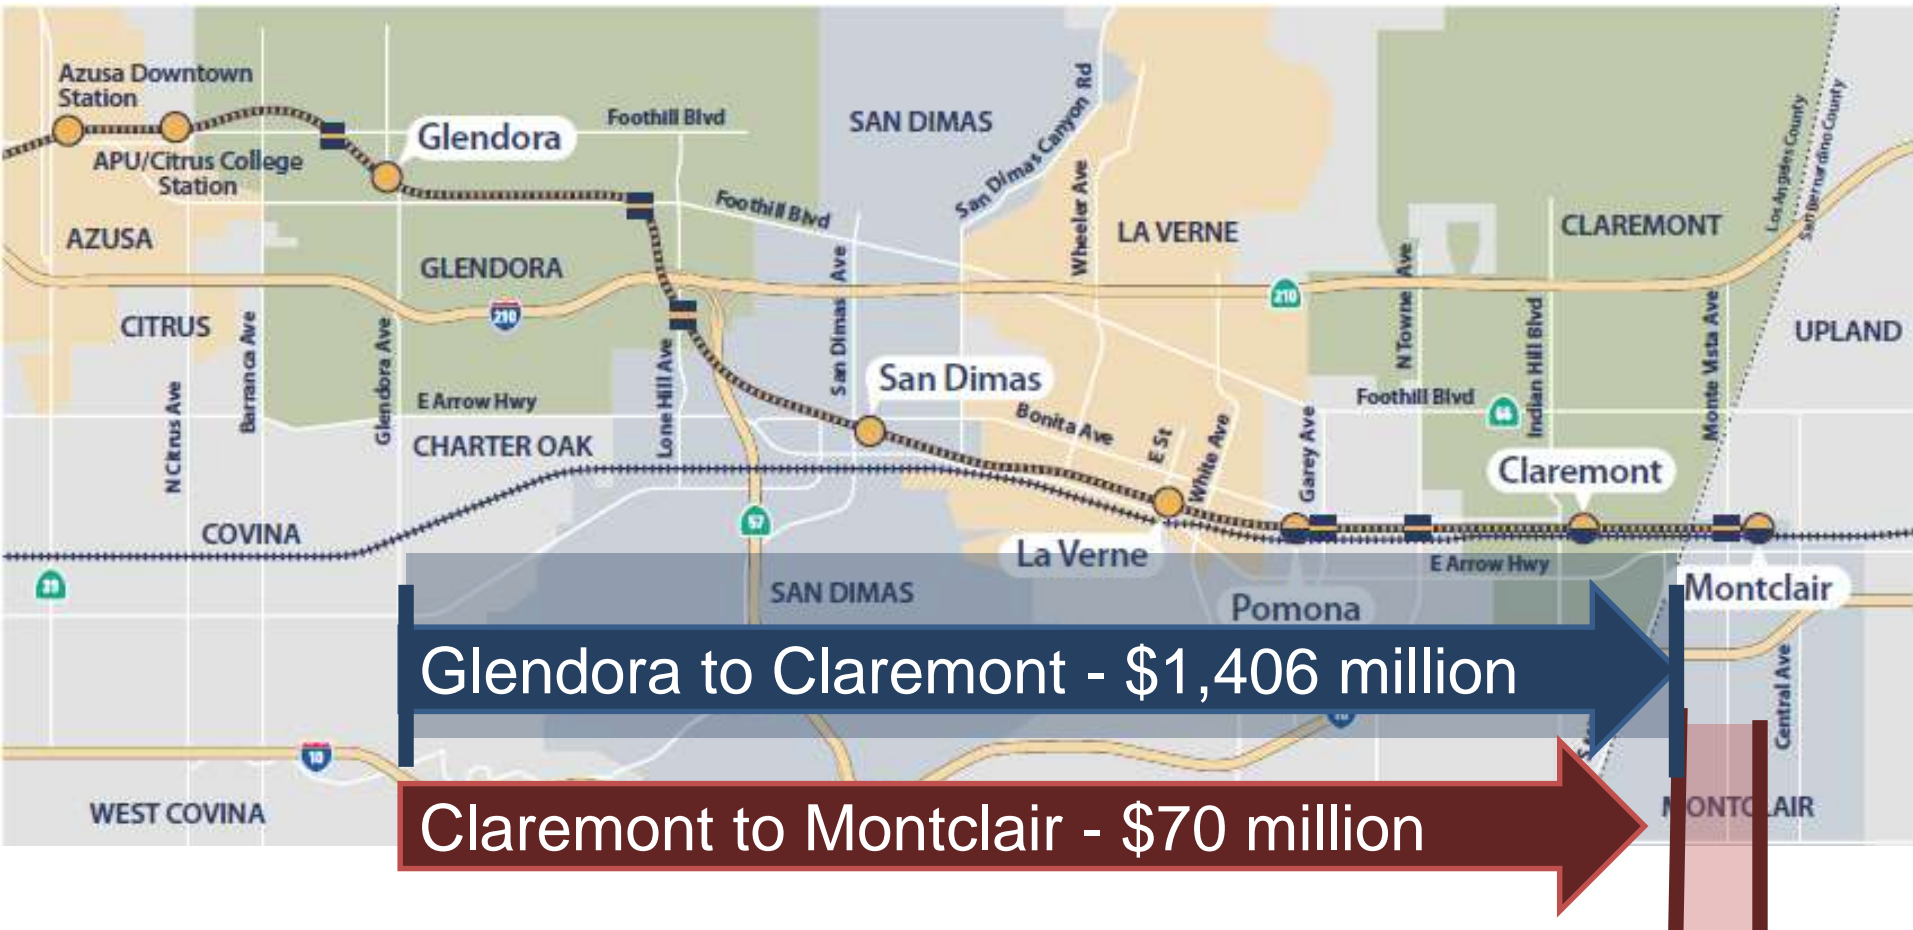 Azusa Downtown
Station
APU/Citrus College
Station
Glendora
Foothill Blvd
SAN DIMAS
San Dimas Canyon Rd
Wheeler Ave
Los Angeles County
San Bernardino County
AZUSA
GLENDORA
Foothill Blvd
LA VERNE
CLAREMONT
210
210
CITRUS
Barranca Ave
Glendora Ave
N Citrus Ave
Lone Hill Ave
San Dimas Ave
N Towne Ave
Indian Hill Blvd
Monte Vista Ave
UPLAND
E Arrow Hwy
CHARTER OAK
San Dimas
Bonita Ave
E St
White Ave
Garey Ave
Foothill Blvd
66
Claremont
COVINA
57
39
La Verne
E Arrow Hwy
SAN DIMAS
Pomona
Montclair
Glendora to Claremont - $1,406 million
Central Ave
10
10
WEST COVINA
Claremont to Montclair - $70 million
MONTCLAIR